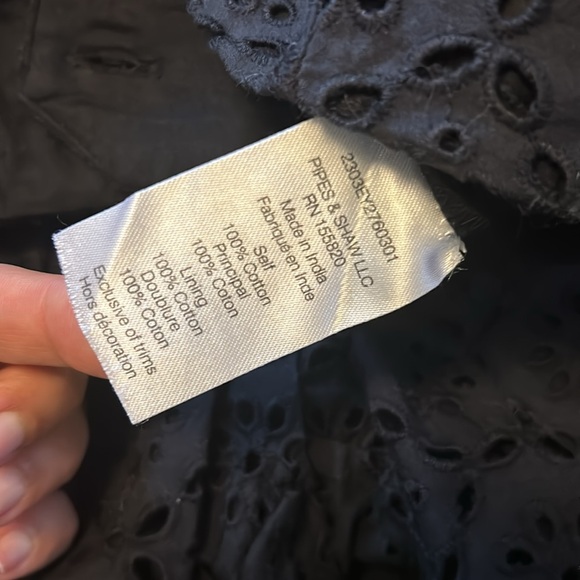 2303EY2760301
PIPES & SHAW LLC
RN 155920
Made in India
Fabriqué en Inde
Self
100% Cotton
Principal
100% Coton
Lining
100% Cotton
Doublure
100% Coton
Exclusive of trims
Hors décoration